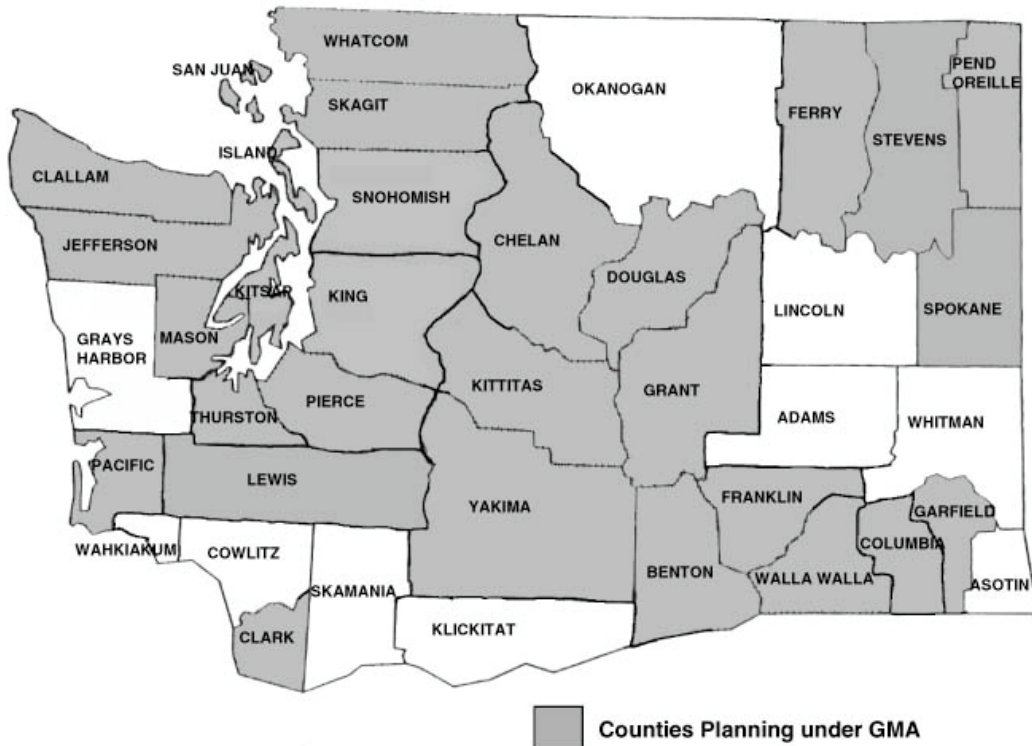 WHATCOM
SAN JUAN
SKAGIT
ISLAND
OKANOGAN
PEND
OREILLE
FERRY
STEVENS
CLALLAM
SNOHOMISH
JEFFERSON
CHELAN
DOUGLAS
KITSAP
KING
LINCOLN
SPOKANE
GRAYS
HARBOR
MASON
KITTITAS
GRANT
THURSTON
PIERCE
ADAMS
WHITMAN
PACIFIC
LEWIS
YAKIMA
FRANKLIN
GARFIELD
WAHKIAKUM
COWLITZ
COLUMBIA
SKAMANIA
BENTON
WALLA WALLA
ASOTIN
CLARK
KLICKITAT
Counties Planning under GMA